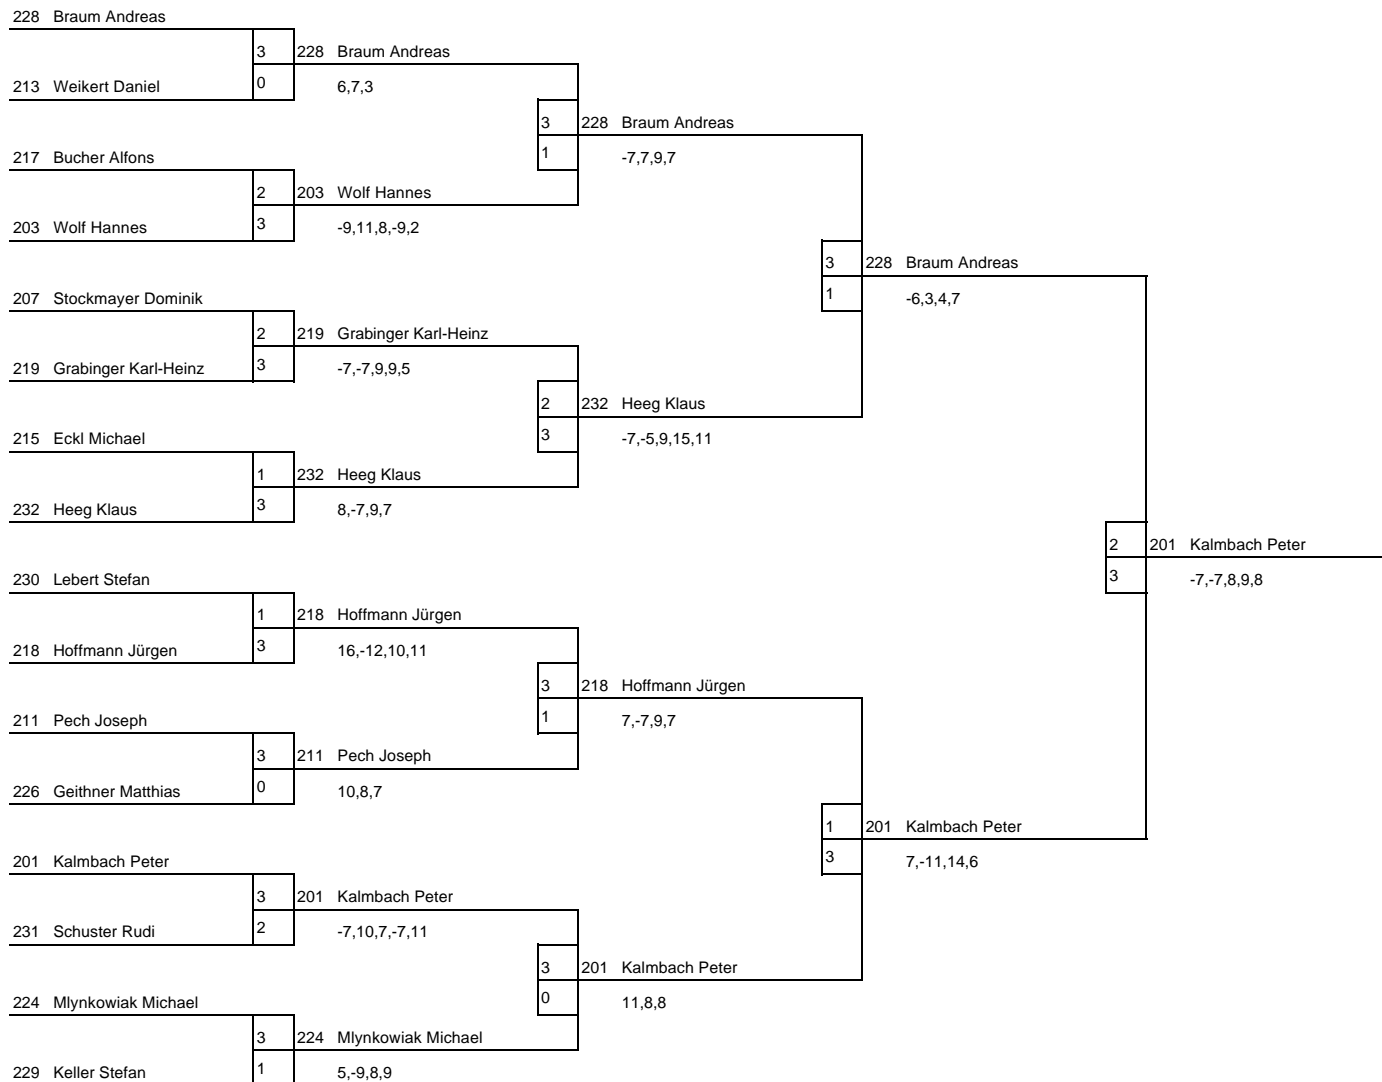 228 Braum Andreas
3 228 Braum Andreas
213 Weikert Daniel 0 6,7,3
3 228 Braum Andreas
217 Bucher Alfons 1 -7,7,9,7
2 203 Wolf Hannes
203 Wolf Hannes 3 -9,11,8,-9,2
3 228 Braum Andreas
207 Stockmayer Dominik 1 -6,3,4,7
2 219 Grabinger Karl-Heinz
219 Grabinger Karl-Heinz 3 -7,-7,9,9,5
2 232 Heeg Klaus
215 Eckl Michael 3 -7,-5,9,15,11
1 232 Heeg Klaus
232 Heeg Klaus 3 8,-7,9,7
2 201 Kalmbach Peter
230 Lebert Stefan 3 -7,-7,8,9,8
1 218 Hoffmann Jürgen
218 Hoffmann Jürgen 3 16,-12,10,11
3 218 Hoffmann Jürgen
211 Pech Joseph 1 7,-7,9,7
3 211 Pech Joseph
226 Geithner Matthias 0 10,8,7
1 201 Kalmbach Peter
201 Kalmbach Peter 3 7,-11,14,6
3 201 Kalmbach Peter
231 Schuster Rudi 2 -7,10,7,-7,11
3 201 Kalmbach Peter
224 Mlynkowiak Michael 0 11,8,8
3 224 Mlynkowiak Michael
229 Keller Stefan 1 5,-9,8,9